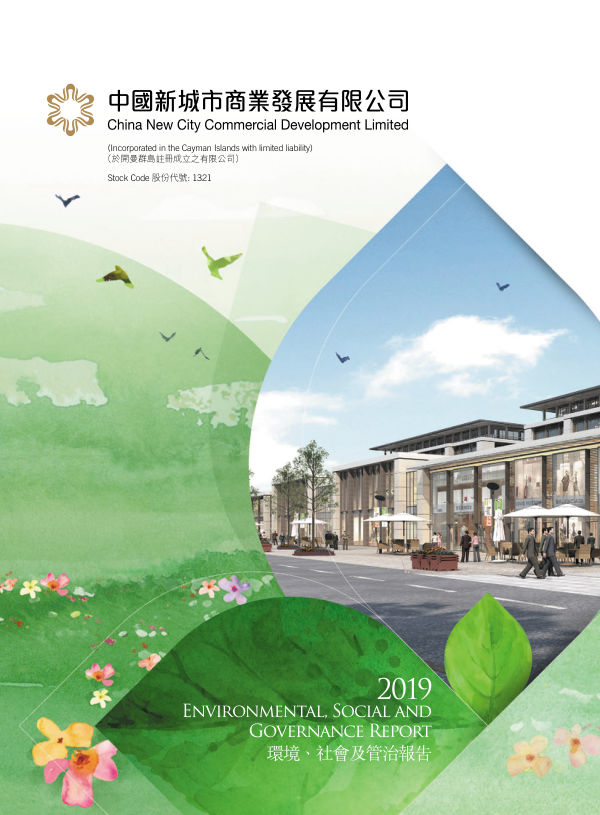 中國新城市商業發展有限公司
China New City Commercial Development Limited
(Incorporated in the Cayman Islands with limited liability)
(於開曼群島註冊成立之有限公司)
Stock Code 股份代號: 1321
2019
ENVIRONMENTAL, SOCIAL AND
GOVERNANCE REPORT
環境、社會及管治報告